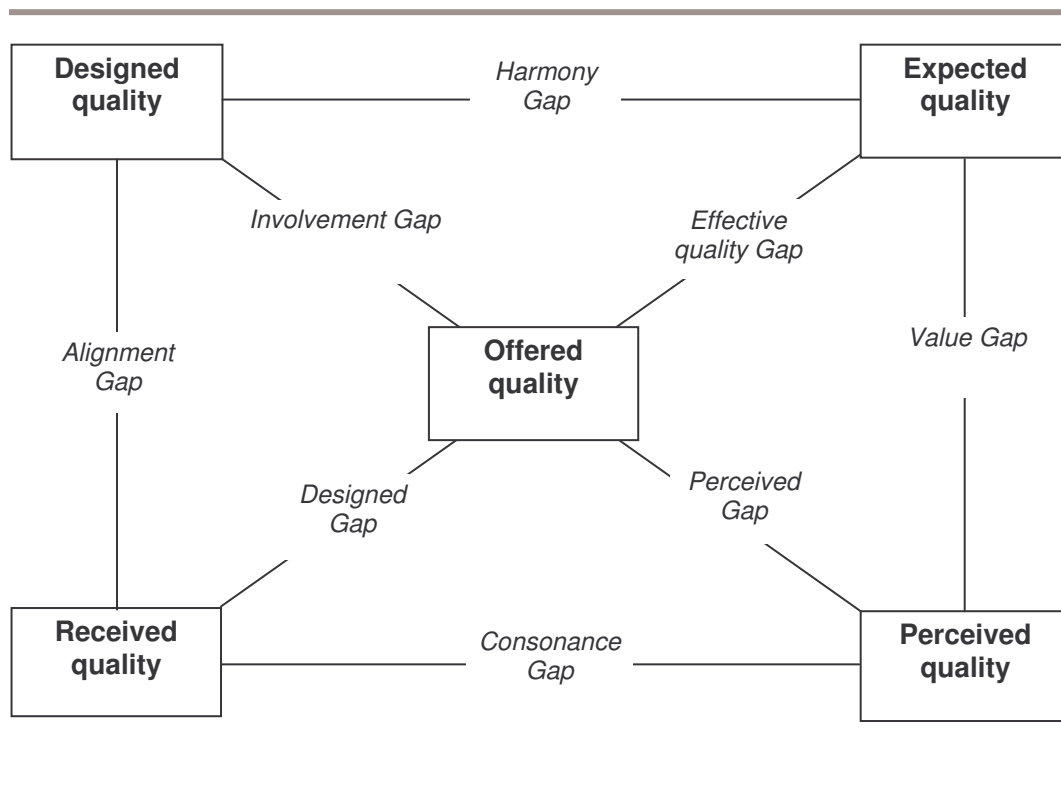 Designed
quality
Harmony
Gap
Expected
quality
Involvement Gap
Effective
quality Gap
Alignment
Gap
Offered
quality
Value Gap
Designed
Gap
Perceived
Gap
Received
quality
Consonance
Gap
Perceived
quality